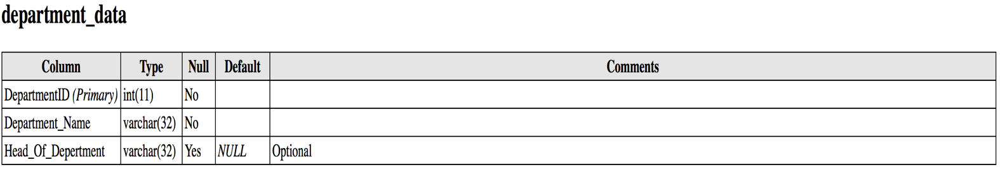 department_data
Column Type Null Default Comments
DepartmentID (Primary) int(11) No
Department_Name varchar(32) No
Head_Of_Depertment varchar(32) Yes NULL Optional